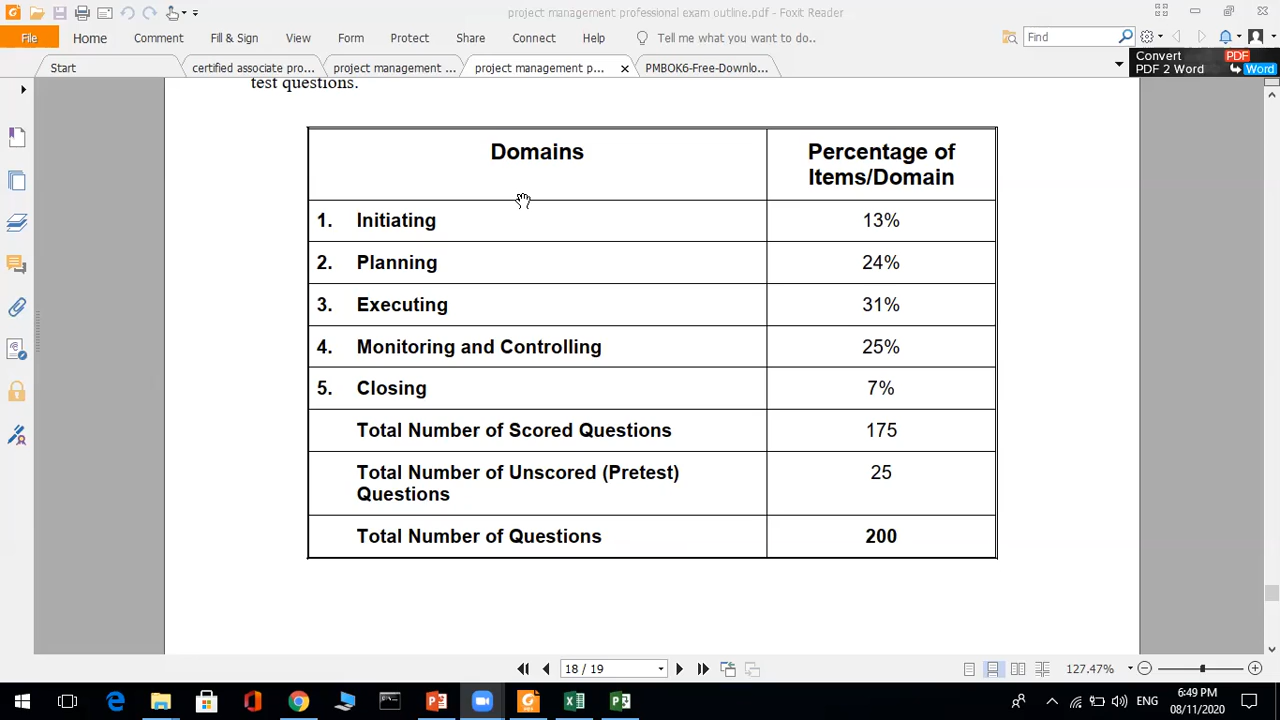 project management professional exam outline.pdf - Foxit Reader
File Home Comment Fill & Sign View Form Protect Share Connect Help Tell me what you want to do.. Find
Start certified associate pro... project management ... project management p... PMBOK6-Free-Downlo...
Convert PDF
PDF 2 Word Word
test questions.
Domains Percentage of
Items/Domain
1. Initiating 13%
2. Planning 24%
3. Executing 31%
4. Monitoring and Controlling 25%
5. Closing 7%
Total Number of Scored Questions 175
Total Number of Unscored (Pretest) 25
Questions
Total Number of Questions 200
18 / 19 127.47%
ENG 6:49 PM
08/11/2020